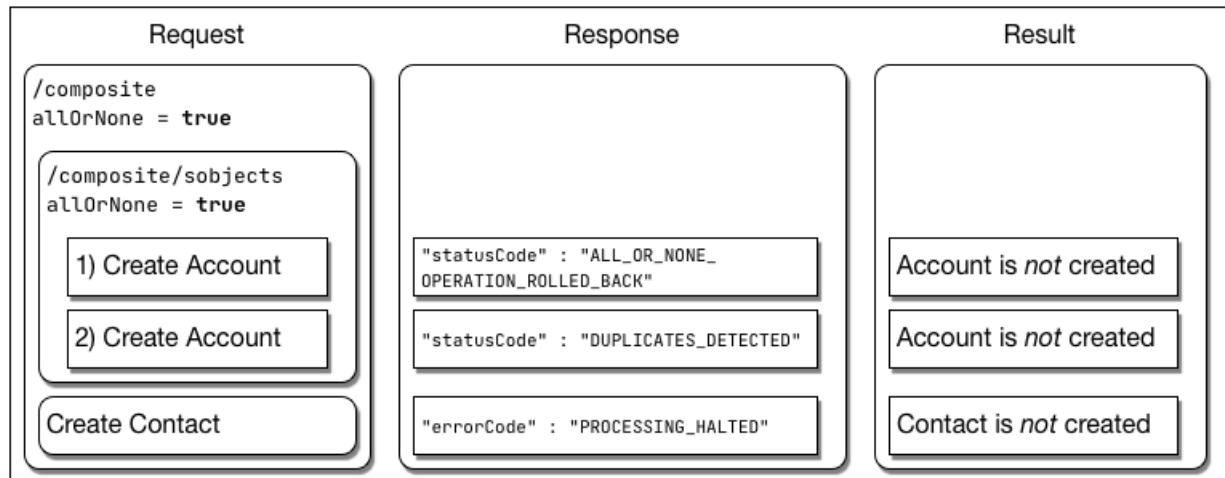 Request
Response
Result
/composite
allOrNone = true
/composite/sobjects
allOrNone = true
1) Create Account
"statusCode" : "ALL_OR_NONE_
OPERATION_ROLLED_BACK"
Account is not created
2) Create Account
"statusCode" : "DUPLICATES_DETECTED"
Account is not created
Create Contact
"errorCode" : "PROCESSING_HALTED"
Contact is not created